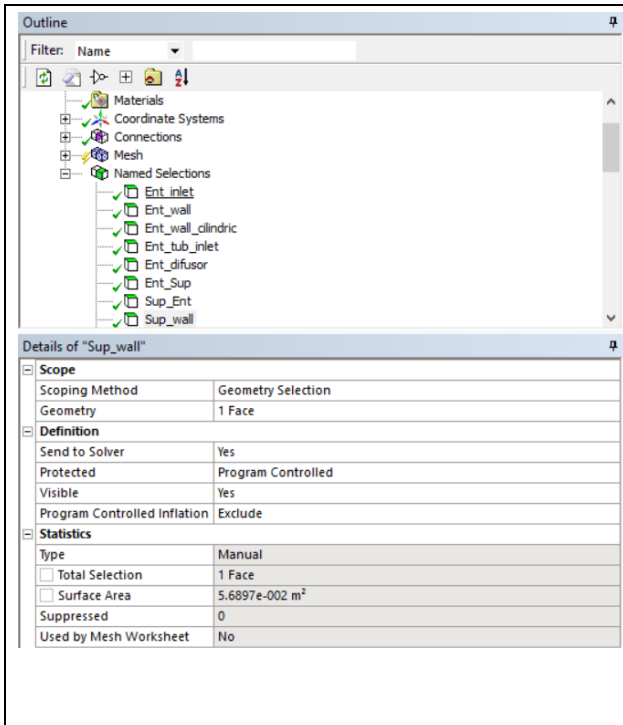 Outline
Filter: Name
Materials
Coordinate Systems
Connections
Mesh
Named Selections
Ent_inlet
Ent_wall
Ent_wall_cilindric
Ent_tub_inlet
Ent_difusor
Ent_Sup
Sup_Ent
Sup_wall
Details of "Sup_wall"
Scope
Scoping Method Geometry Selection
Geometry 1 Face
Definition
Send to Solver Yes
Protected Program Controlled
Visible Yes
Program Controlled Inflation Exclude
Statistics
Type Manual
Total Selection 1 Face
Surface Area 5.6897e-002 m²
Suppressed 0
Used by Mesh Worksheet No